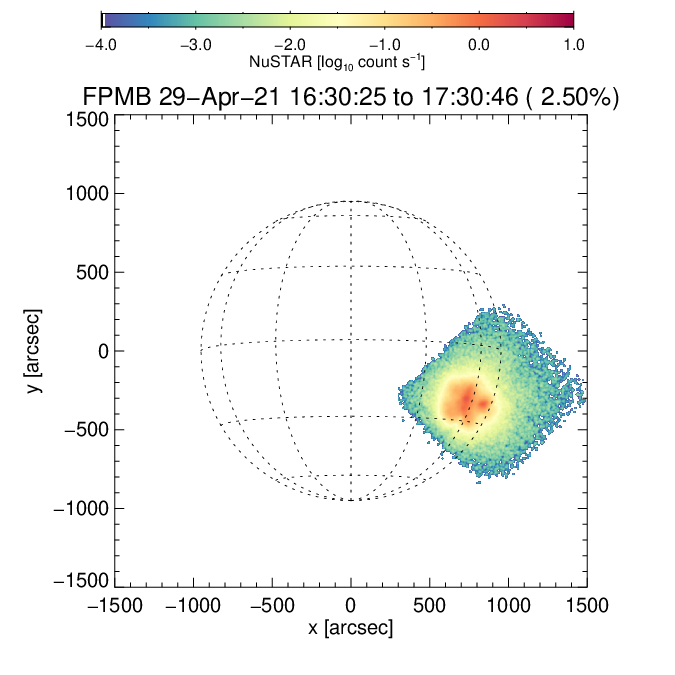 −4.0 −3.0 −2.0 −1.0 0.0 1.0
NuSTAR [log₁₀ count s⁻¹]
FPMB 29−Apr−21 16:30:25 to 17:30:46 ( 2.50%)
1500
1000
500
0
−500
−1000
−1500
y [arcsec]
−1500 −1000 −500 0 500 1000 1500
x [arcsec]